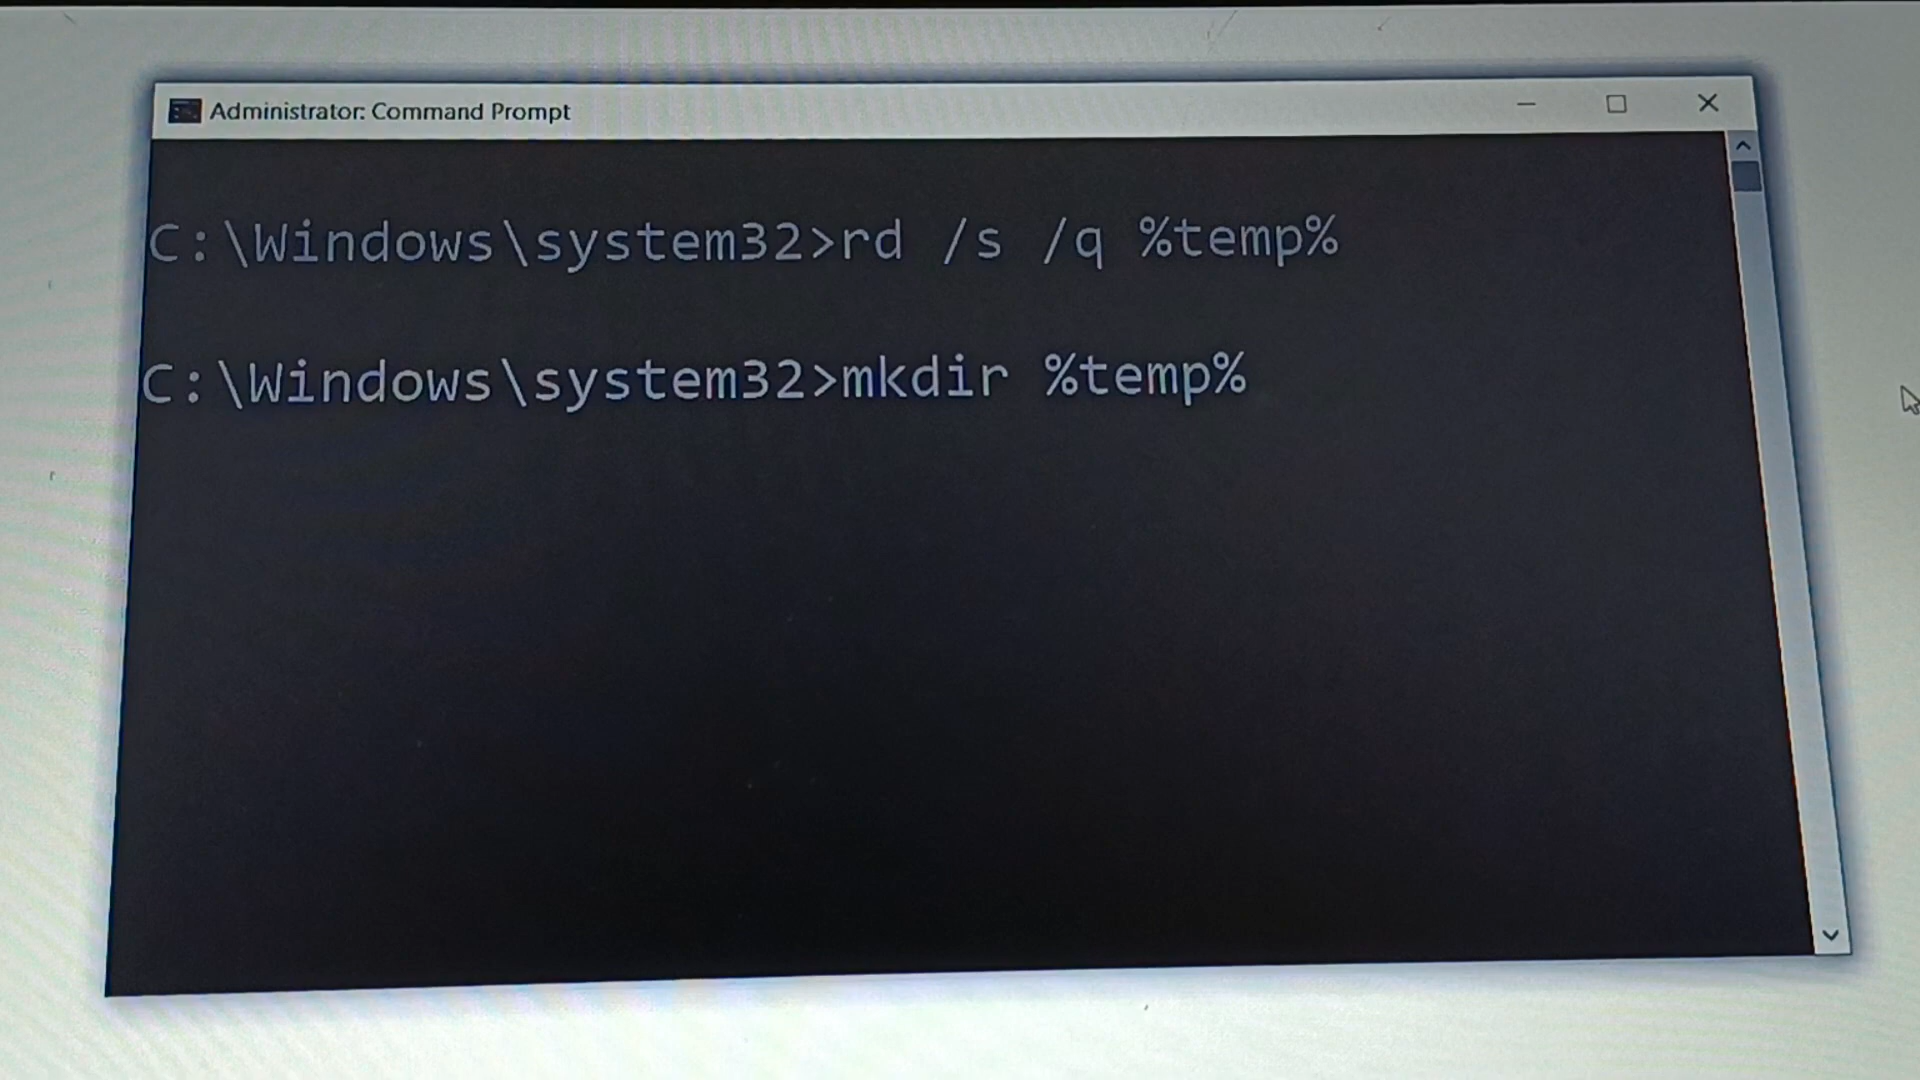 Administrator: Command Prompt
C:\Windows\system32>rd /s /q %temp%
C:\Windows\system32>mkdir %temp%